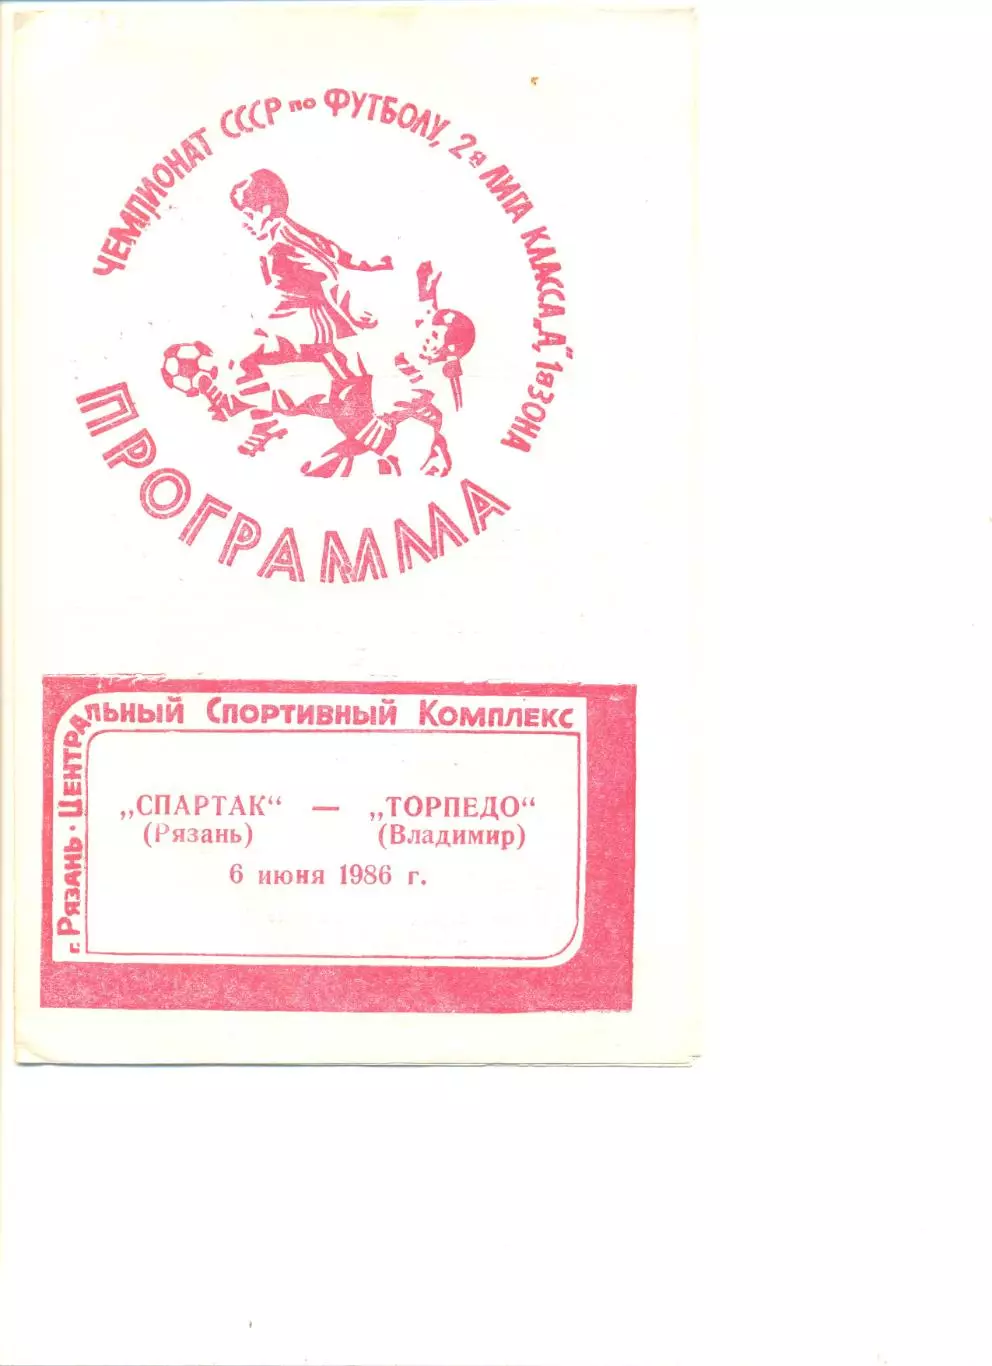 ЧЕМПИОНАТ СССР по ФУТБОЛУ, 2я ЛИГА КЛАССА „А“, 1я ЗОНА
ПРОГРАММА
г. Рязань · Центральный Спортивный Комплекс
„СПАРТАК“ — „ТОРПЕДО“
(Рязань) (Владимир)
6 июня 1986 г.